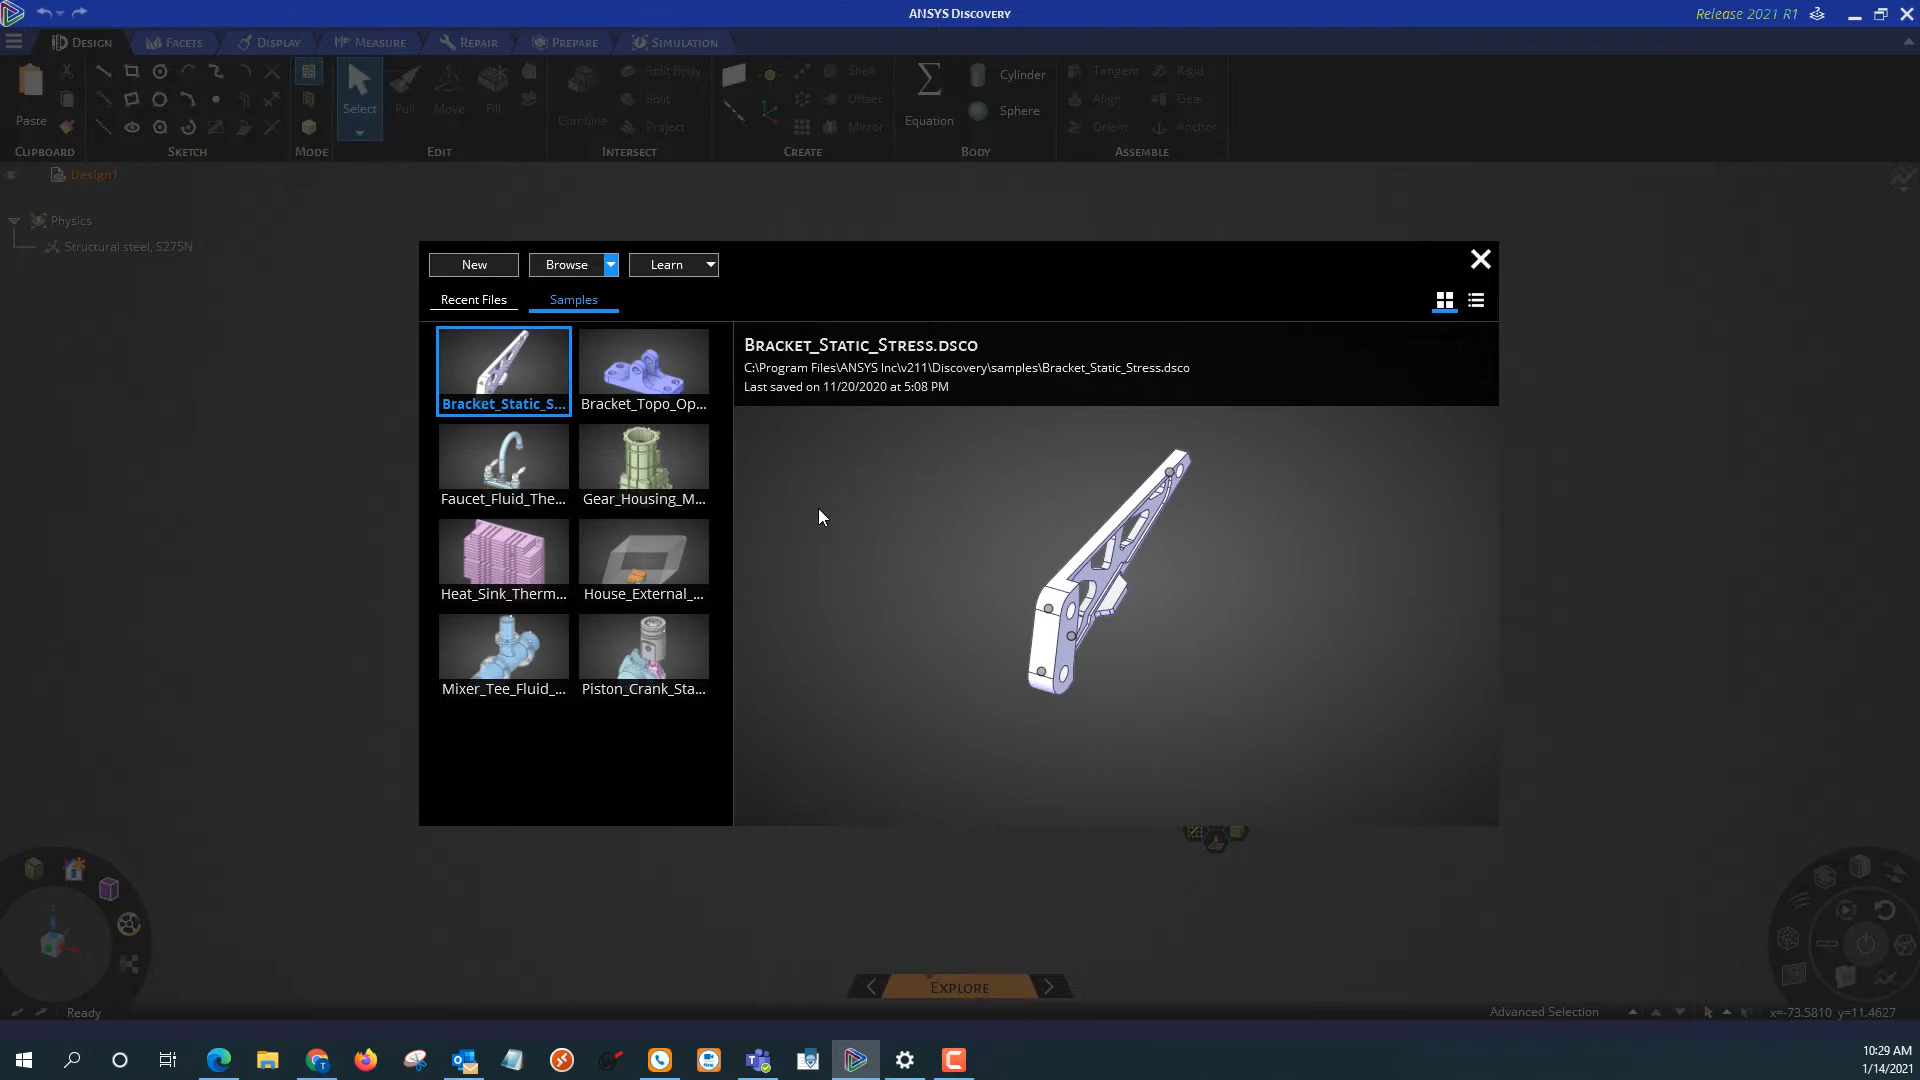 ANSYS Discovery
Release 2021 R1
Design
Facets
Display
Measure
Repair
Prepare
Simulation
Paste
Select
Pull
Move
Fill
Combine
Split Body
Split
Project
Shell
Offset
Mirror
Equation
Cylinder
Sphere
Tangent
Rigid
Align
Gear
Orient
Anchor
Clipboard
Sketch
Mode
Edit
Intersect
Create
Body
Assemble
Design1
Physics
Structural steel, S275N
New
Browse
Learn
Recent Files
Samples
Bracket_Static_S...
Bracket_Topo_Op...
Faucet_Fluid_The...
Gear_Housing_M...
Heat_Sink_Therm...
House_External_...
Mixer_Tee_Fluid_...
Piston_Crank_Sta...
Bracket_Static_Stress.dsco
C:\Program Files\ANSYS Inc\v211\Discovery\samples\Bracket_Static_Stress.dsco
Last saved on 11/20/2020 at 5:08 PM
Explore
Ready
Advanced Selection
x=-73.5810 y=11.4627
10:29 AM
1/14/2021